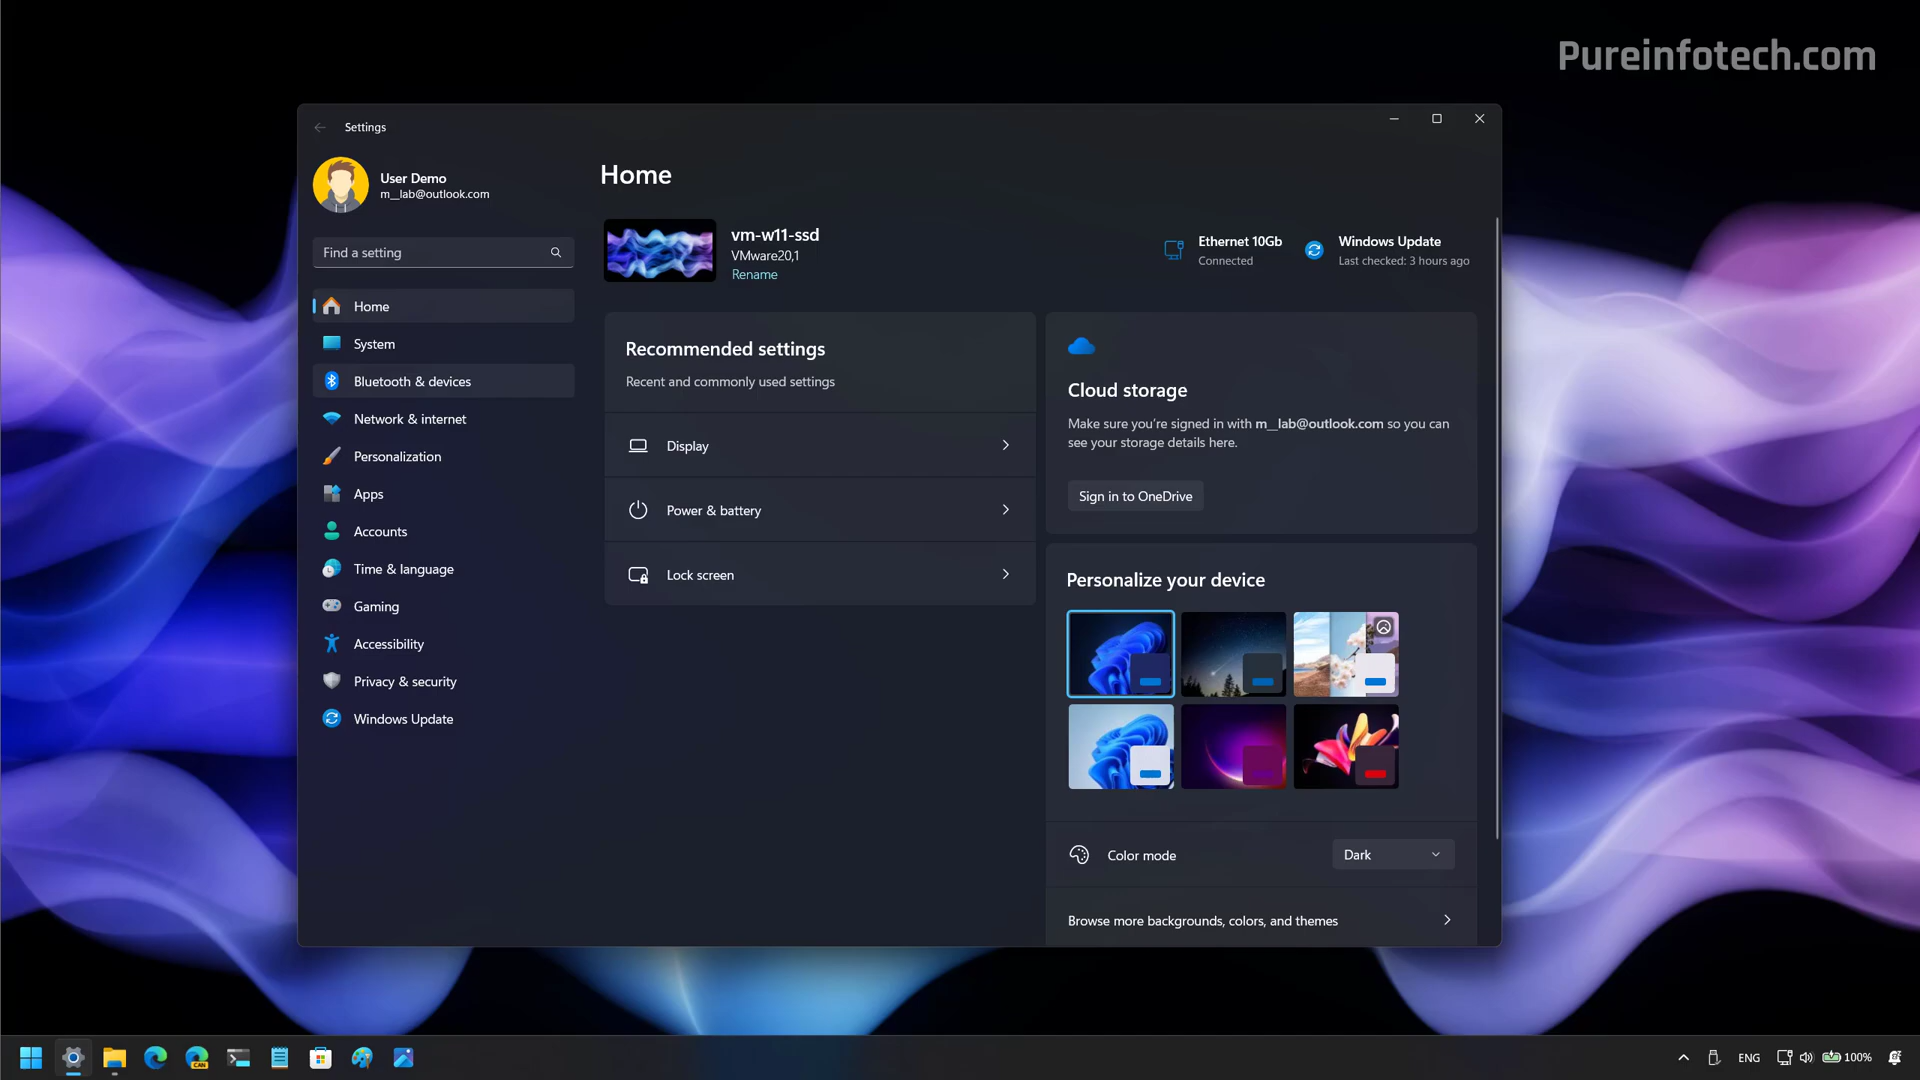 Pureinfotech.com
Settings
User Demo
m__lab@outlook.com
Find a setting
Home
System
Bluetooth & devices
Network & internet
Personalization
Apps
Accounts
Time & language
Gaming
Accessibility
Privacy & security
Windows Update
Home
vm-w11-ssd
VMware20,1
Rename
Ethernet 10Gb
Connected
Windows Update
Last checked: 3 hours ago
Recommended settings
Recent and commonly used settings
Display
Power & battery
Lock screen
Cloud storage
Make sure you're signed in with m__lab@outlook.com so you can
see your storage details here.
Sign in to OneDrive
Personalize your device
Color mode
Dark
Browse more backgrounds, colors, and themes
CAN
ENG
100%